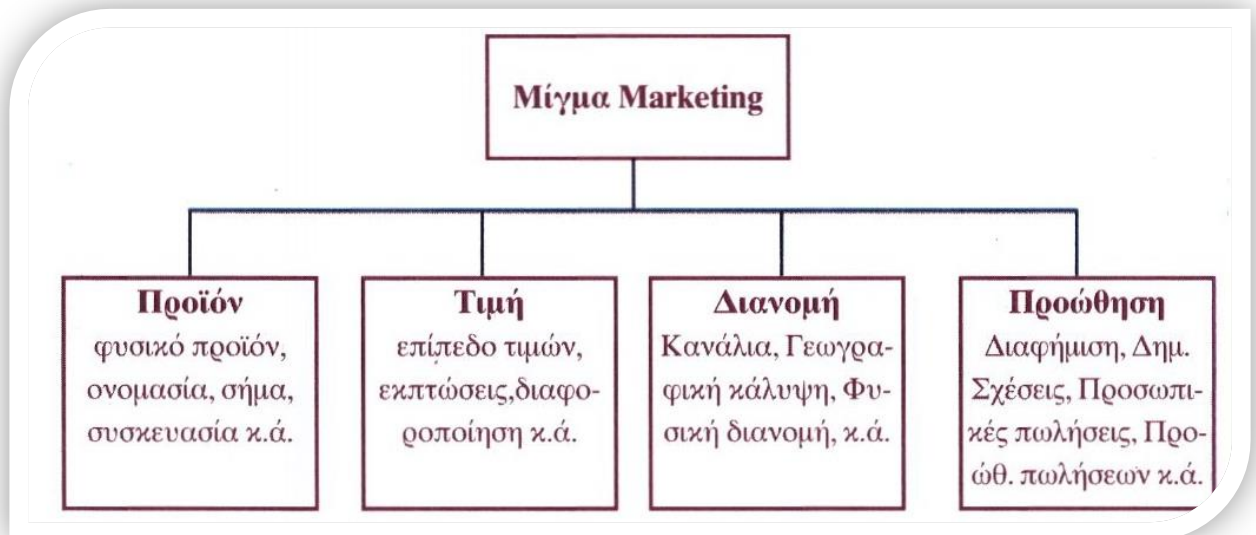 Μίγμα Marketing
Προϊόν
φυσικό προϊόν,
ονομασία, σήμα,
συσκευασία κ.ά.
Τιμή
επίπεδο τιμών,
εκπτώσεις,διαφο-
ροποίηση κ.ά.
Διανομή
Κανάλια, Γεωγρα-
φική κάλυψη, Φυ-
σική διανομή, κ.ά.
Προώθηση
Διαφήμιση, Δημ.
Σχέσεις, Προσωπι-
κές πωλήσεις, Προ-
ώθ. πωλήσεων κ.ά.